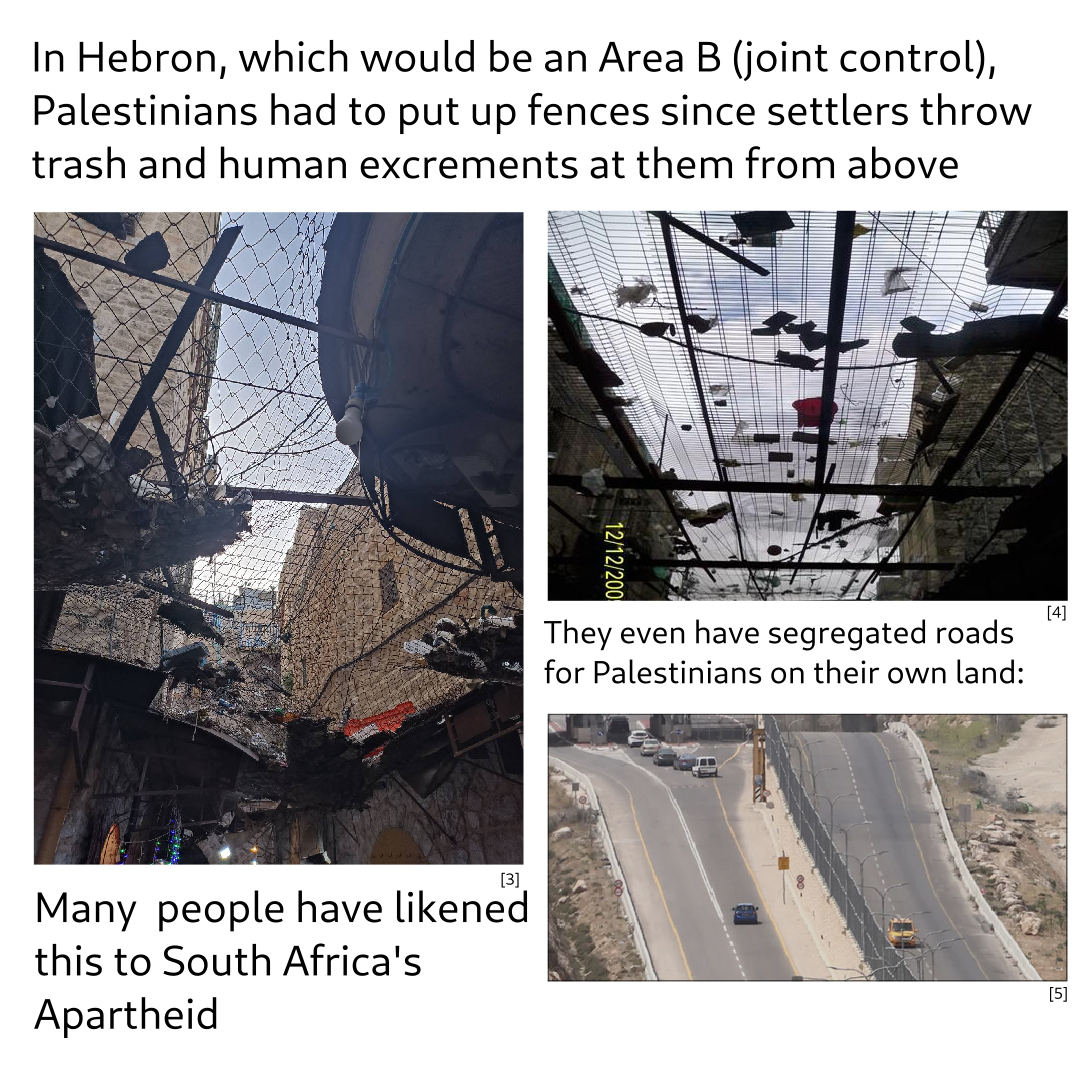 In Hebron, which would be an Area B (joint control),
Palestinians had to put up fences since settlers throw
trash and human excrements at them from above
12/12/200
[4]
They even have segregated roads
for Palestinians on their own land:
[3]
Many  people have likened
this to South Africa's
Apartheid
[5]